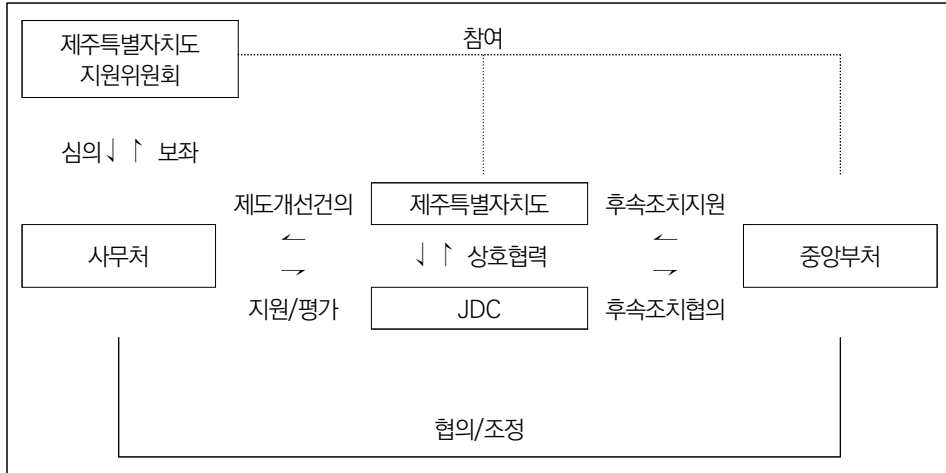 제주특별자치도
지원위원회
참여
심의 ↓ ↑ 보좌
제도개선건의
제주특별자치도
후속조치지원
사무처
← →
↓ ↑ 상호협력
← →
중앙부처
지원/평가
JDC
후속조치협의
협의/조정